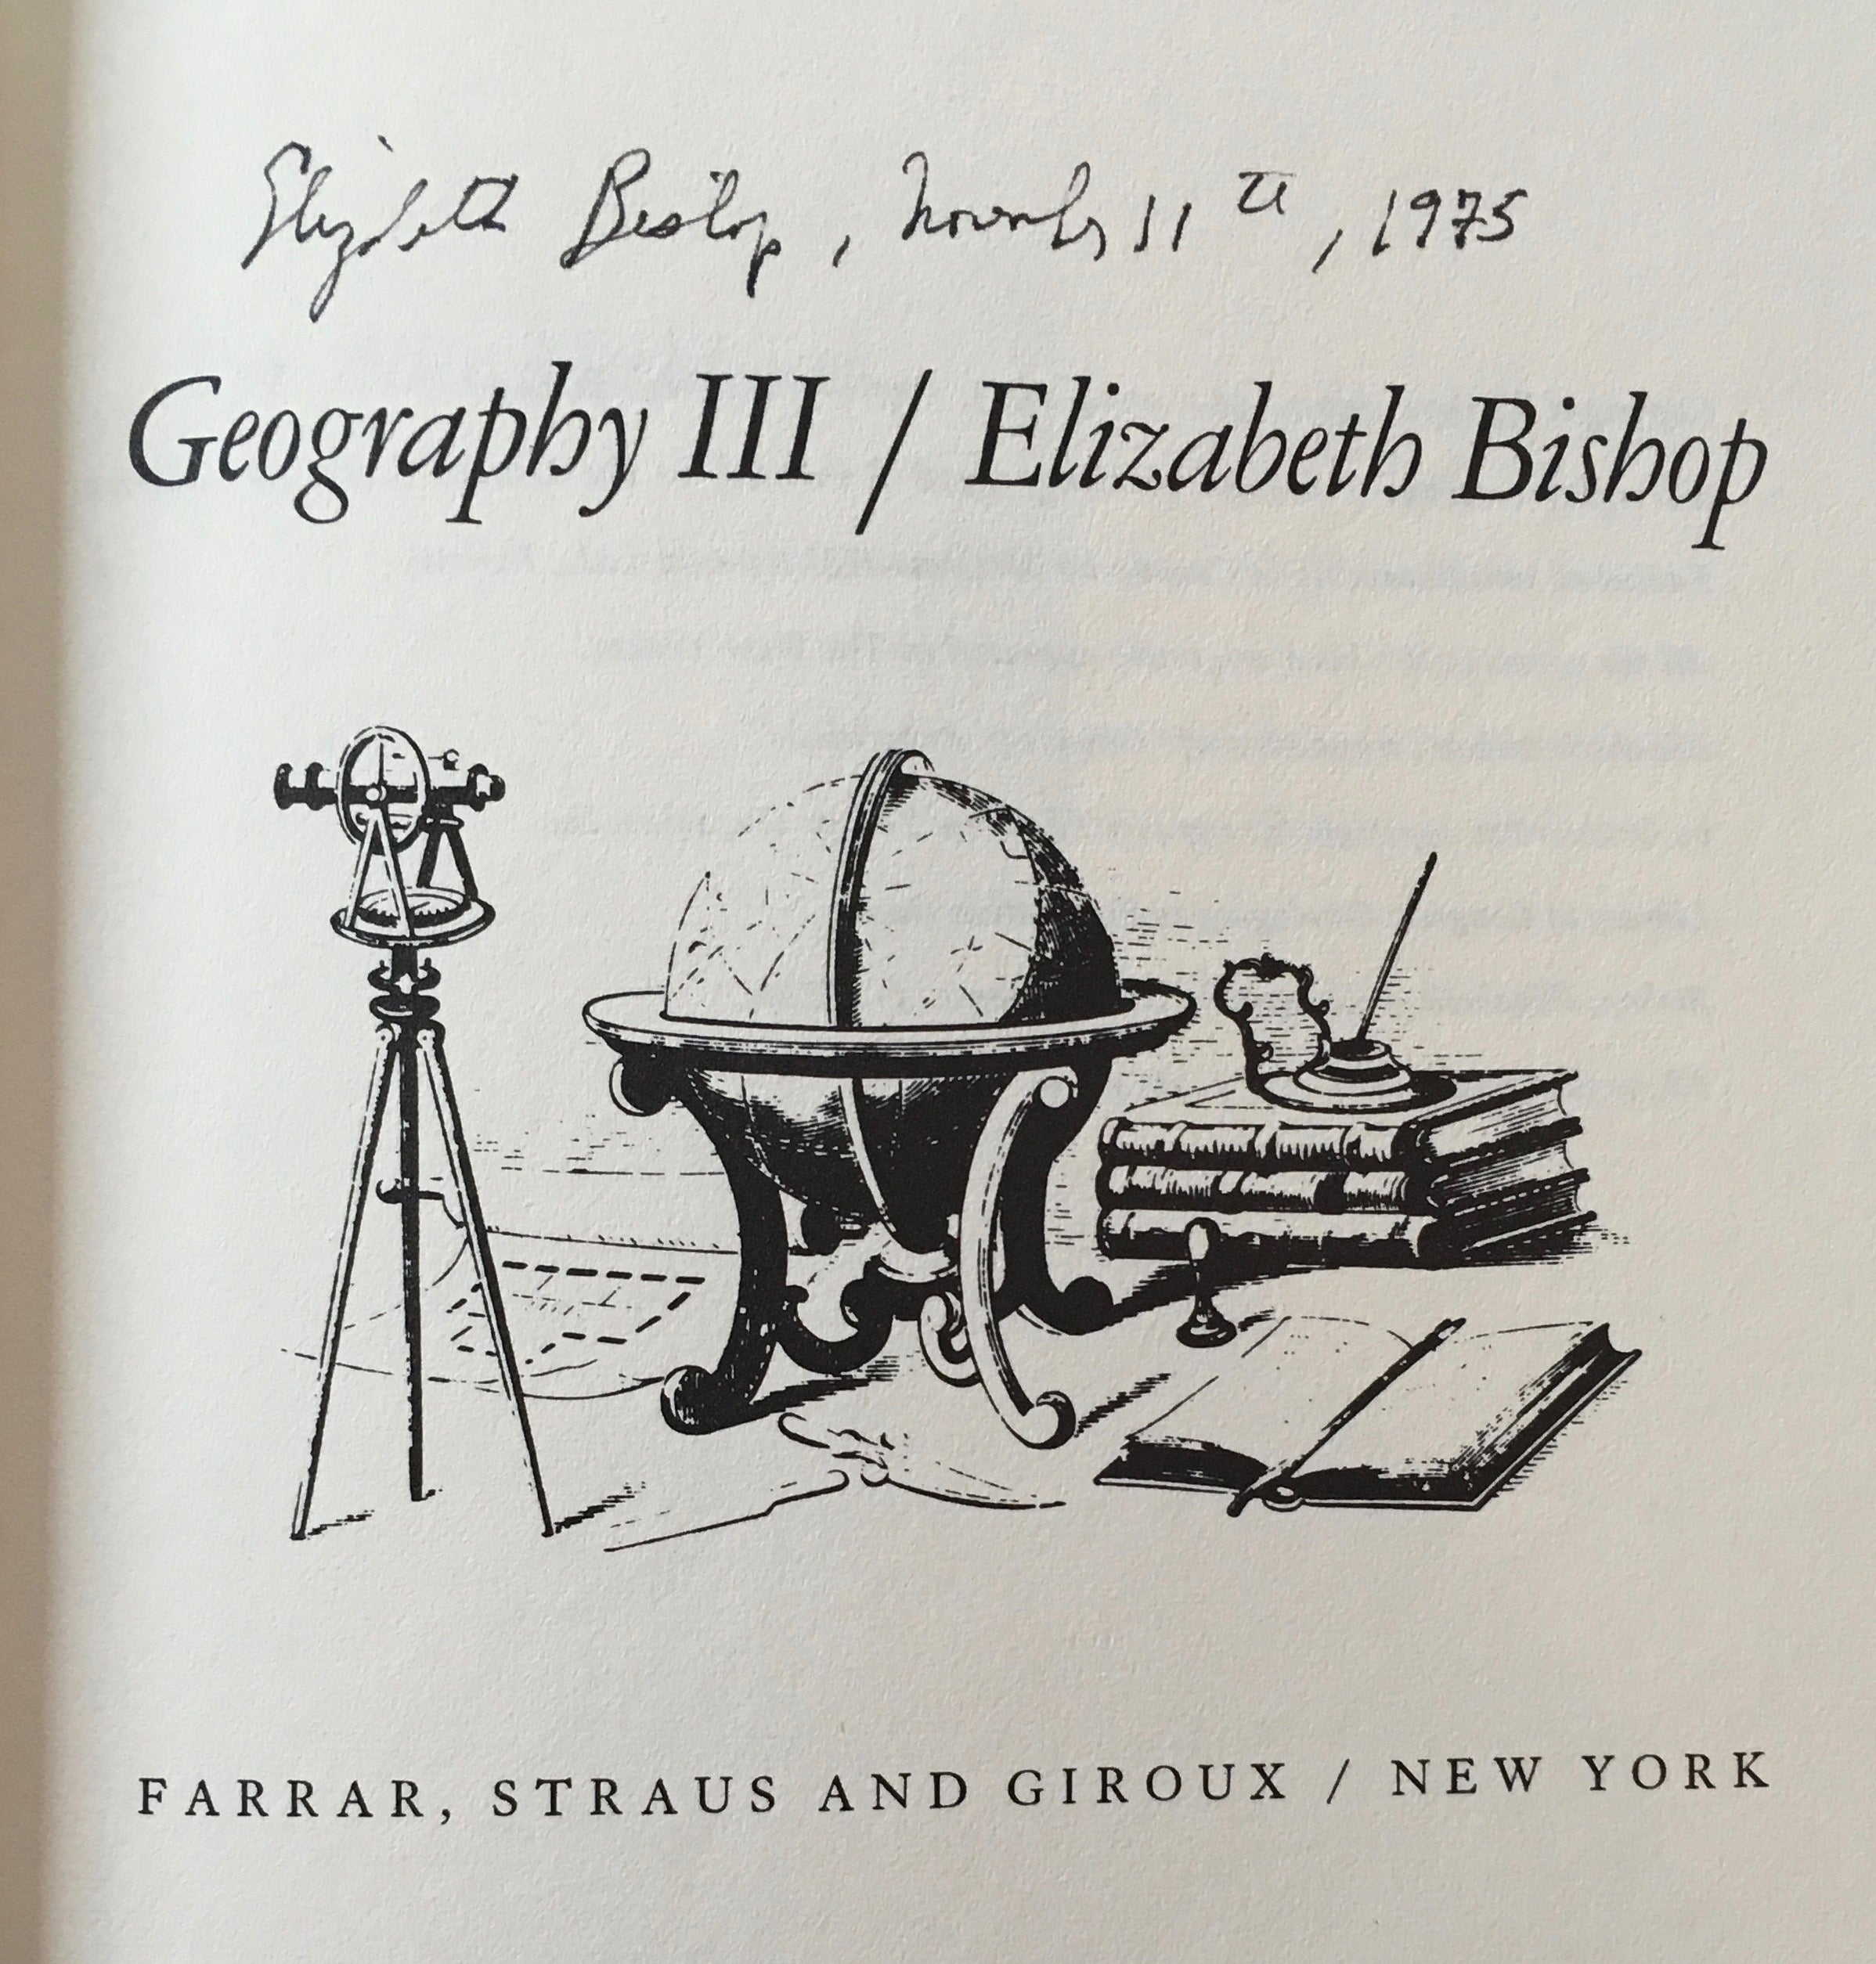 Elizabeth Bishop, November 11th, 1975
Geography III / Elizabeth Bishop
FARRAR, STRAUS AND GIROUX / NEW YORK